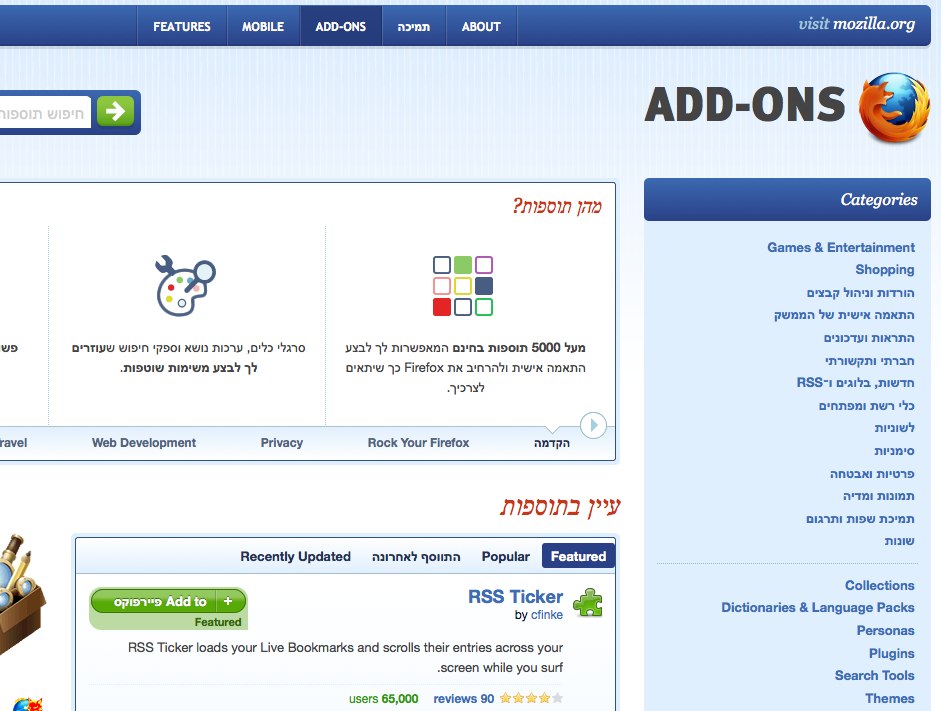 FEATURES
MOBILE
ADD-ONS
תמיכה
ABOUT
visit mozilla.org
ADD-ONS
חיפוש תוספות
Categories
Games & Entertainment
Shopping
הורדות וניהול קבצים
התאמה אישית של הממשק
התראות ועדכונים
חברתי ותקשורתי
חדשות, בלוגים ו־RSS
כלי רשת ומפתחים
לשוניות
סימניות
פרטיות ואבטחה
תמונות ומדיה
תמיכת שפות ותרגום
שונות
Collections
Dictionaries & Language Packs
Personas
Plugins
Search Tools
Themes
מהן תוספות?
מעל 5000 תוספות בחינם המאפשרות לך לבצע
התאמה אישית ולהרחיב את Firefox כך שיתאים
לצרכיך.
סרגלי כלים, ערכות נושא וספקי חיפוש שעוזרים
לך לבצע משימות שוטפות.
הקדמה
Rock Your Firefox
Privacy
Web Development
עיין בתוספות
Featured
Popular
התווסף לאחרונה
Recently Updated
RSS Ticker
by cfinke
+ Add to פיירפוקס
Featured
RSS Ticker loads your Live Bookmarks and scrolls their entries across your
.screen while you surf
reviews 90
users 65,000